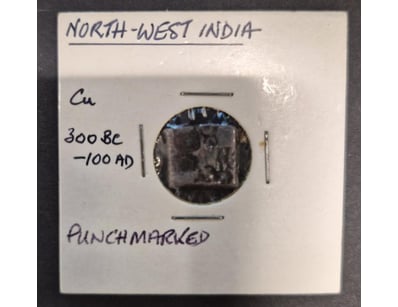 NORTH-WEST INDIA
Cu
300 BC
-100 AD
PUNCHMARKED